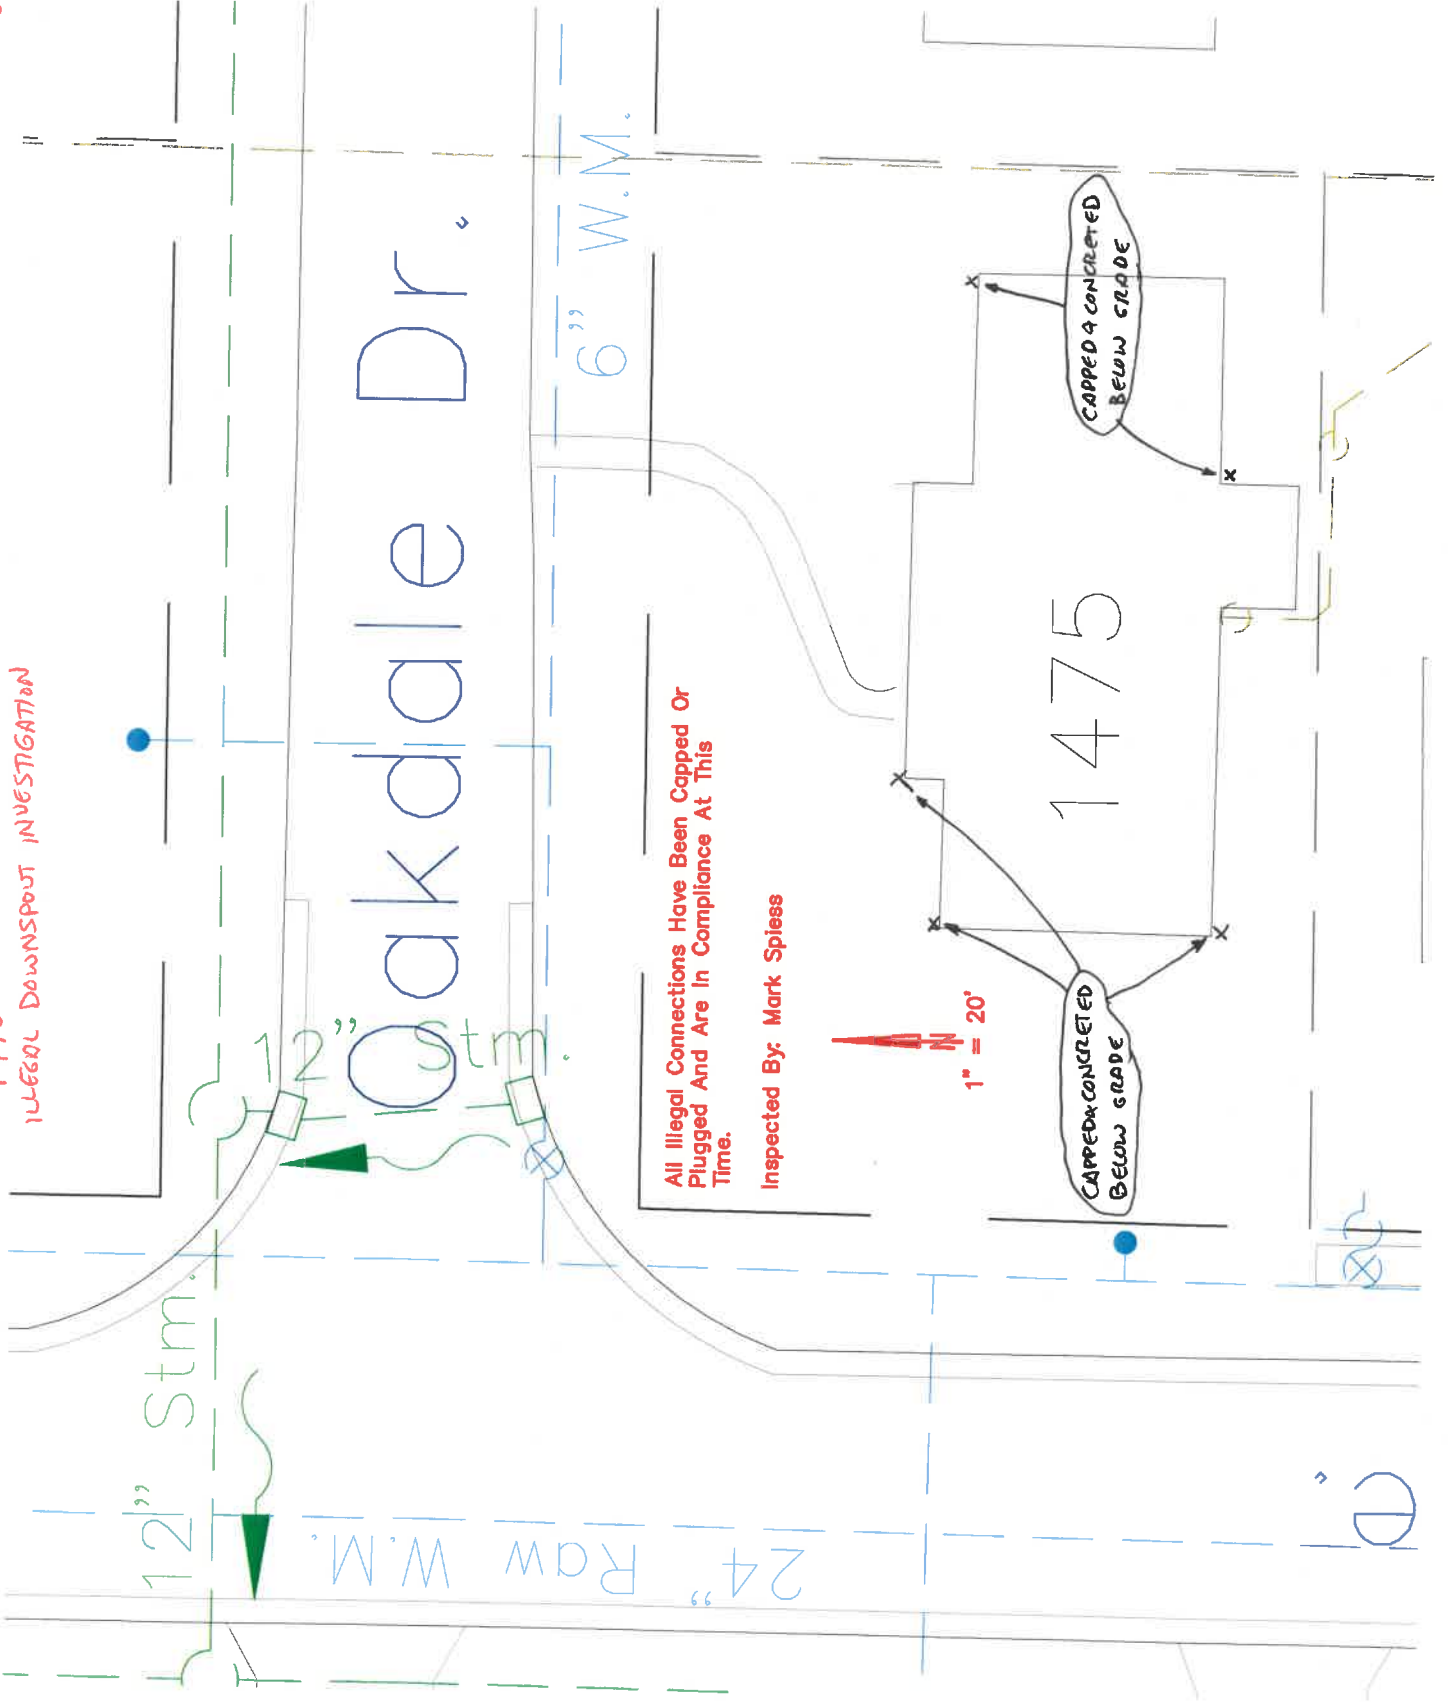 ILLEGAL DOWNSPOUT INVESTIGATION
Oakdale Dr.
6" W.M.
12" Stm.
12" Stm.
24" Raw W.M.
All Illegal Connections Have Been Capped Or
Plugged And Are In Compliance At This
Time.
Inspected By: Mark Spiess
N
1" = 20'
1475
CAPPED & CONCRETED
BELOW GRADE
CAPPED & CONCRETED
BELOW GRADE
e